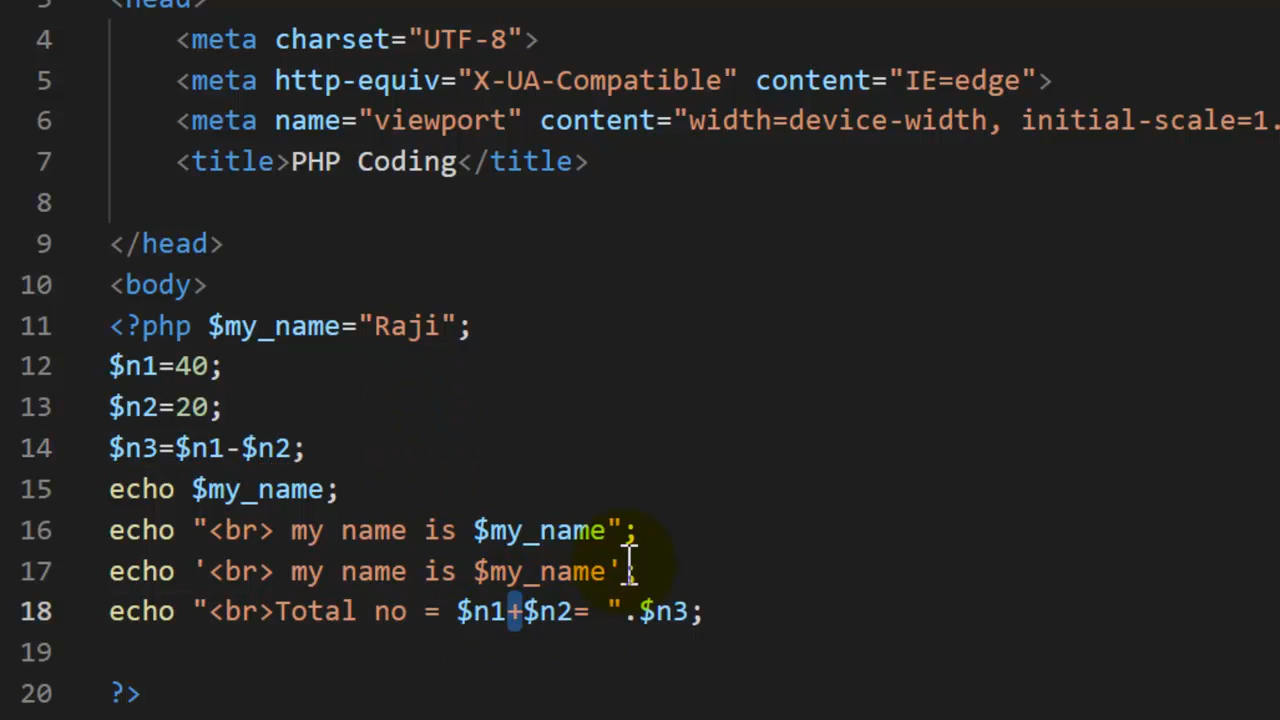 3 <head>
4 <meta charset="UTF-8">
5 <meta http-equiv="X-UA-Compatible" content="IE=edge">
6 <meta name="viewport" content="width=device-width, initial-scale=1.
7 <title>PHP Coding</title>
8
9 </head>
10 <body>
11 <?php $my_name="Raji";
12 $n1=40;
13 $n2=20;
14 $n3=$n1-$n2;
15 echo $my_name;
16 echo "<br> my name is $my_name";
17 echo '<br> my name is $my_name';
18 echo "<br>Total no = $n1+$n2= ".$n3;
19
20 ?>